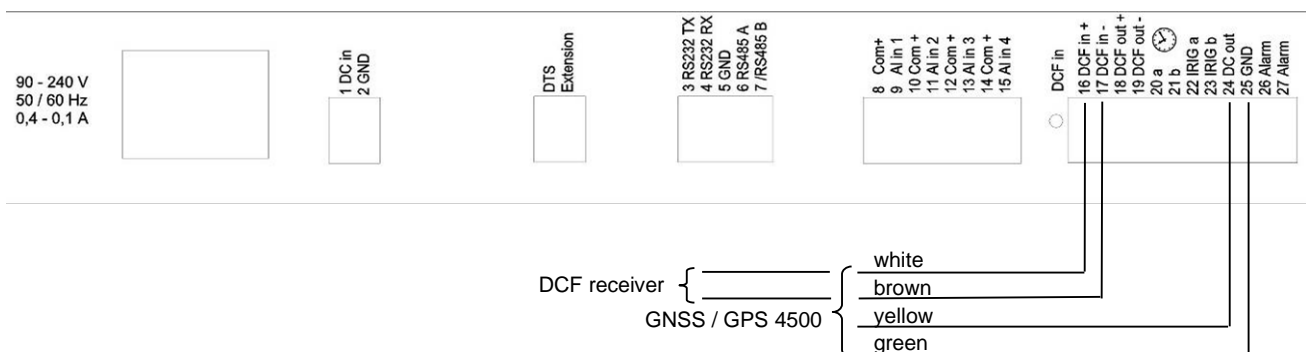 90 - 240 V
50 / 60 Hz
0,4 - 0,1 A
1 DC in
2 GND
DTS
Extension
3 RS232 TX
4 RS232 RX
5 GND
6 RS485 A
7 /RS485 B
8 Com+
9 Al in 1
10 Com +
11 Al in 2
12 Com +
13 Al in 3
14 Com +
15 Al in 4
DCF in
16 DCF in +
17 DCF in -
18 DCF out +
19 DCF out -
20 a
21 b
22 IRIG a
23 IRIG b
24 DC out
25 GND
26 Alarm
27 Alarm
DCF receiver
GNSS / GPS 4500
white
brown
yellow
green